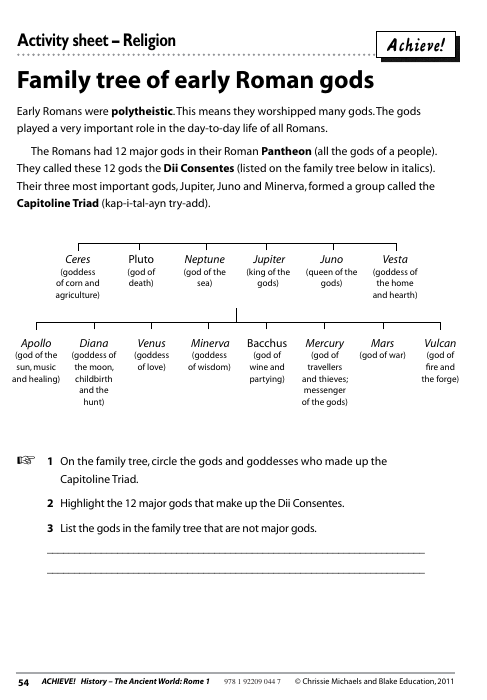 Activity sheet – Religion
Achieve!
Family tree of early Roman gods
Early Romans were polytheistic. This means they worshipped many gods. The gods
played a very important role in the day-to-day life of all Romans.
The Romans had 12 major gods in their Roman Pantheon (all the gods of a people).
They called these 12 gods the Dii Consentes (listed on the family tree below in italics).
Their three most important gods, Jupiter, Juno and Minerva, formed a group called the
Capitoline Triad (kap-i-tal-ayn try-add).
Ceres
(goddess
of corn and
agriculture)
Pluto
(god of
death)
Neptune
(god of the
sea)
Jupiter
(king of the
gods)
Juno
(queen of the
gods)
Vesta
(goddess of
the home
and hearth)
Apollo
(god of the
sun, music
and healing)
Diana
(goddess of
the moon,
childbirth
and the
hunt)
Venus
(goddess
of love)
Minerva
(goddess
of wisdom)
Bacchus
(god of
wine and
partying)
Mercury
(god of
travellers
and thieves;
messenger
of the gods)
Mars
(god of war)
Vulcan
(god of
fire and
the forge)
1 On the family tree, circle the gods and goddesses who made up the
Capitoline Triad.
2 Highlight the 12 major gods that make up the Dii Consentes.
3 List the gods in the family tree that are not major gods.
54 ACHIEVE! History – The Ancient World: Rome 1 978 1 92209 044 7 © Chrissie Michaels and Blake Education, 2011